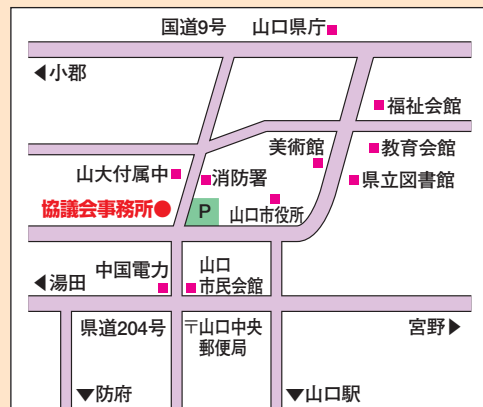 国道9号
山口県庁
◀小郡
福祉会館
美術館
教育会館
山大付属中
消防署
県立図書館
協議会事務所
P
山口市役所
◀湯田
中国電力
山口
市民会館
県道204号
〒山口中央
郵便局
宮野▶
▼防府
▼山口駅